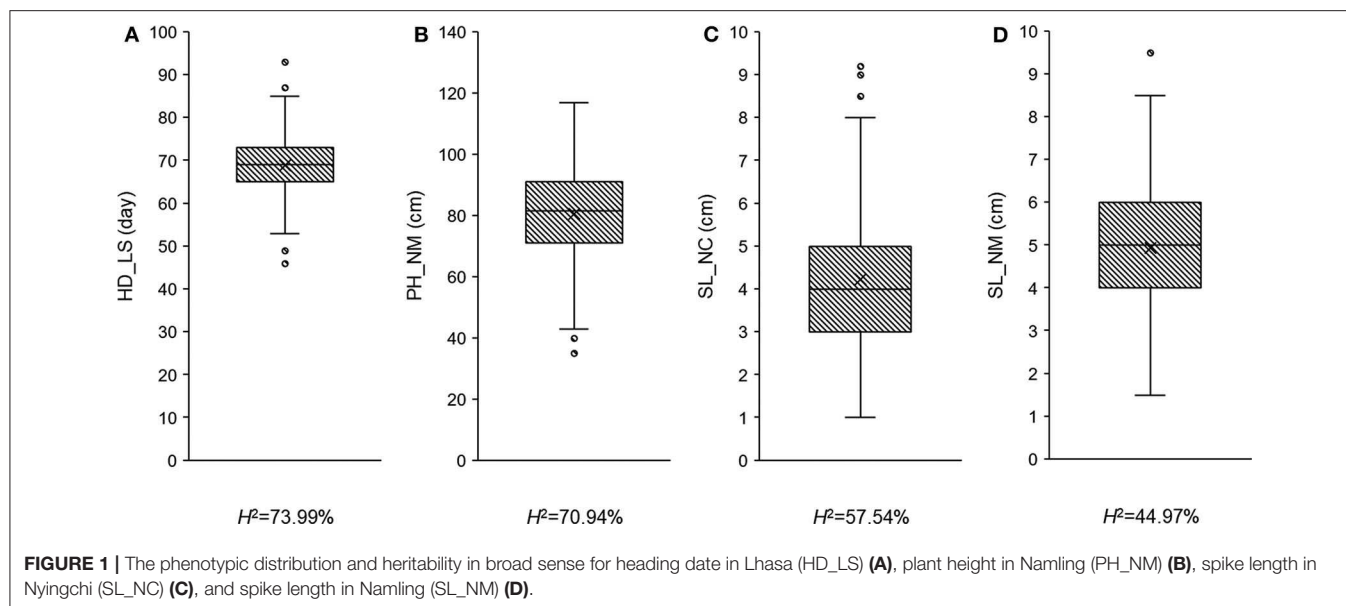 A
100
90
80
70
60
50
40
30
20
10
0
HD_LS (day)
H²=73.99%
B
140
120
100
80
60
40
20
0
PH_NM (cm)
H²=70.94%
C
10
9
8
7
6
5
4
3
2
1
0
SL_NC (cm)
H²=57.54%
D
10
9
8
7
6
5
4
3
2
1
0
SL_NM (cm)
H²=44.97%
FIGURE 1 | The phenotypic distribution and heritability in broad sense for heading date in Lhasa (HD_LS) (A), plant height in Namling (PH_NM) (B), spike length in
Nyingchi (SL_NC) (C), and spike length in Namling (SL_NM) (D).